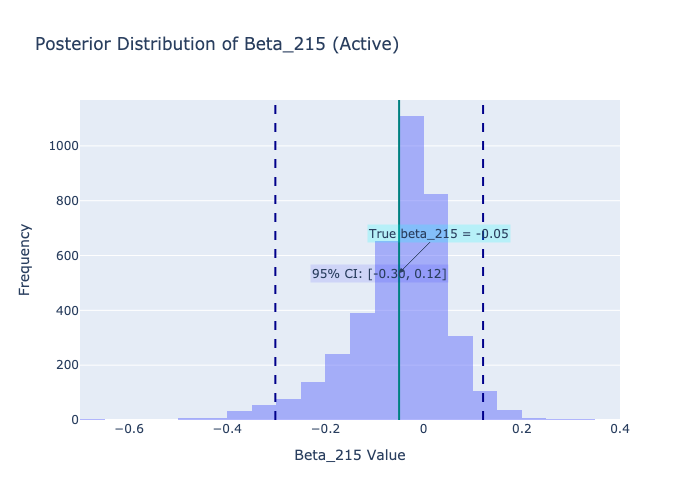 Posterior Distribution of Beta_215 (Active)
1000
800
600
400
200
0
Frequency
True beta_215 = -0.05
95% CI: [-0.30, 0.12]
−0.6
−0.4
−0.2
0
0.2
0.4
Beta_215 Value